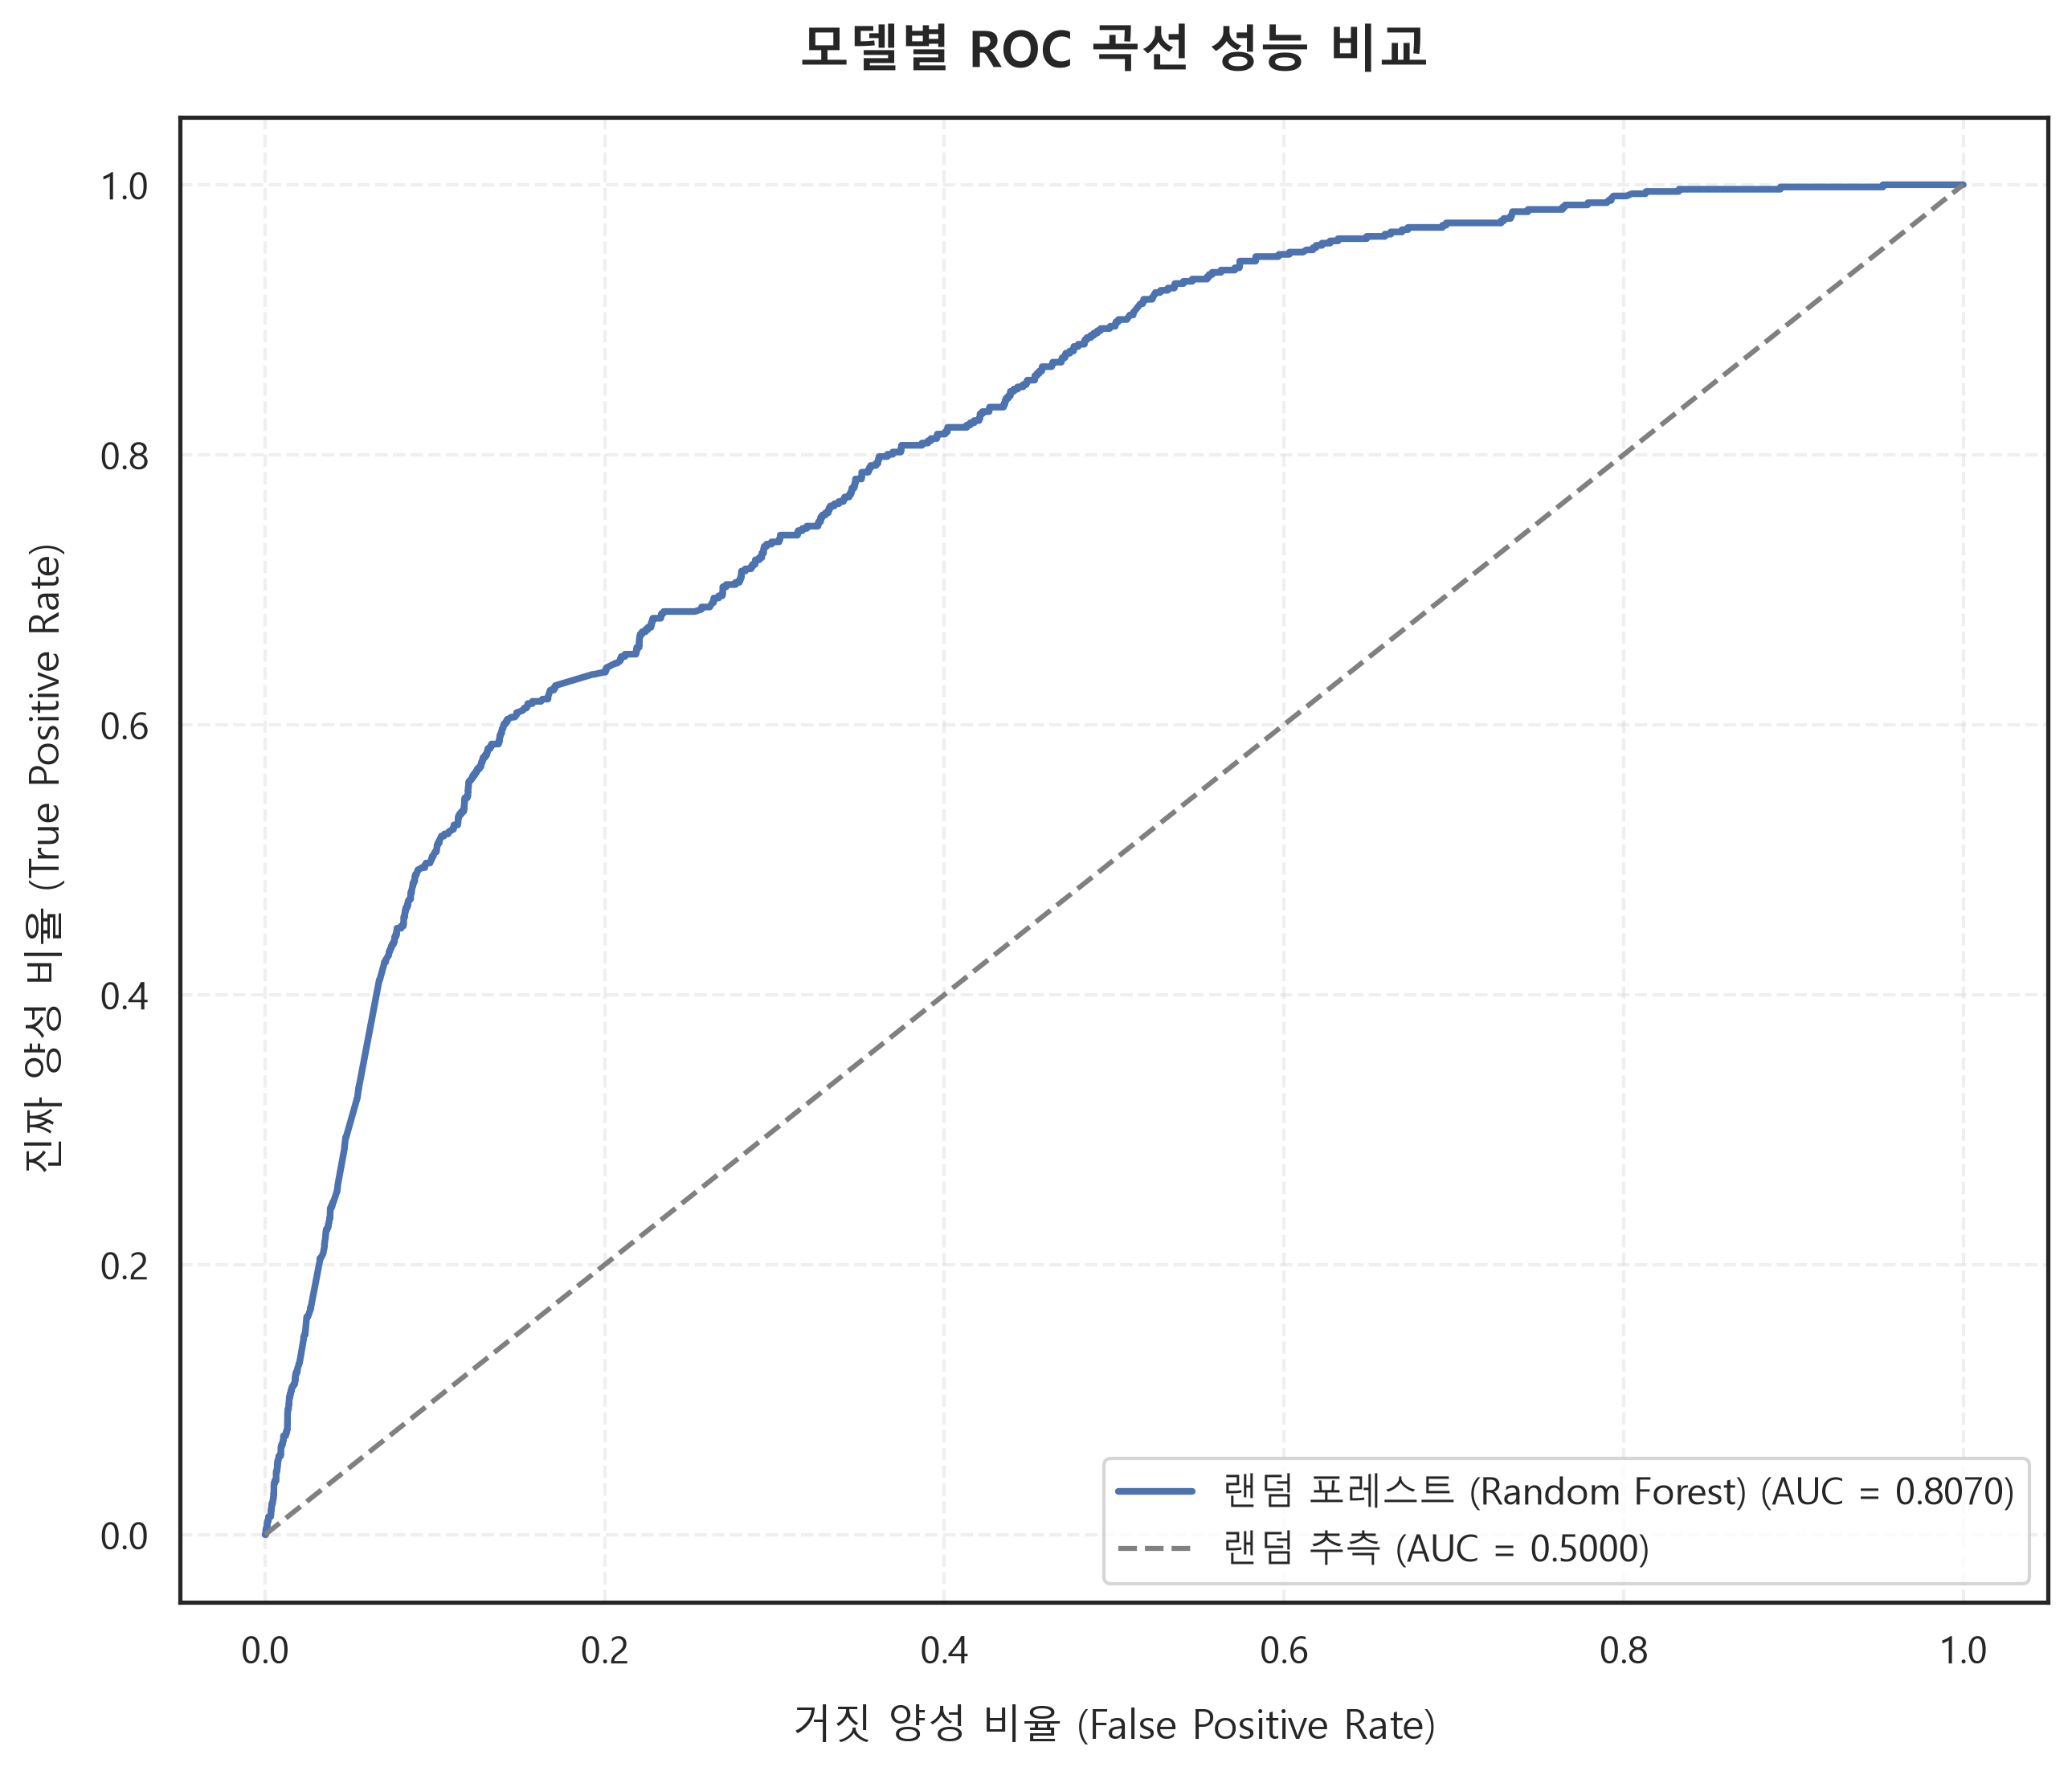 모델별 ROC 곡선 성능 비교
진짜 양성 비율 (True Positive Rate)
1.0
0.8
0.6
0.4
0.2
0.0
랜덤 포레스트 (Random Forest) (AUC = 0.8070)
랜덤 추측 (AUC = 0.5000)
0.0 0.2 0.4 0.6 0.8 1.0
거짓 양성 비율 (False Positive Rate)